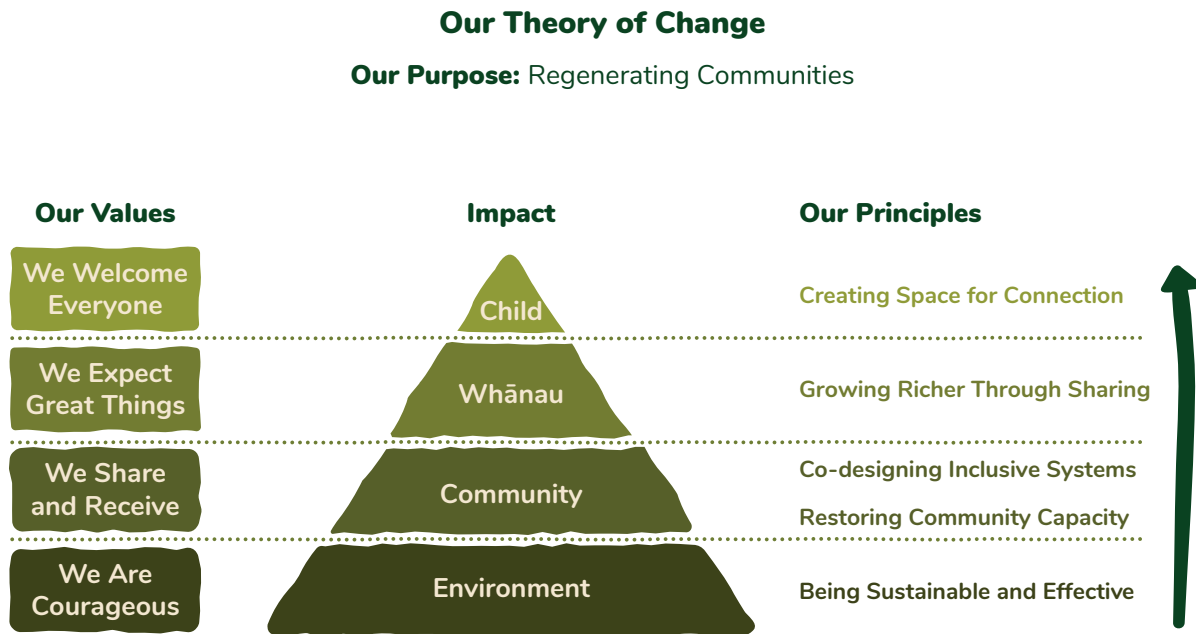 Our Theory of Change
Our Purpose: Regenerating Communities
Our Values
Impact
Our Principles
We Welcome
Everyone
Child
Creating Space for Connection
We Expect
Great Things
Whānau
Growing Richer Through Sharing
We Share
and Receive
Community
Co-designing Inclusive Systems
Restoring Community Capacity
We Are
Courageous
Environment
Being Sustainable and Effective